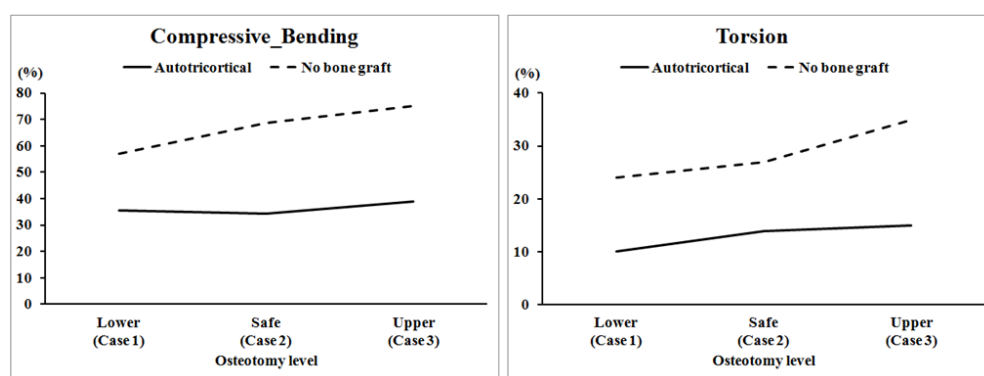 Compressive_Bending
Autotricortical No bone graft
(%)
80
70
60
50
40
30
20
10
0
Lower Safe Upper
(Case 1) (Case 2) (Case 3)
Osteotomy level
Torsion
Autotricortical No bone graft
(%)
40
30
20
10
0
Lower Safe Upper
(Case 1) (Case 2) (Case 3)
Osteotomy level